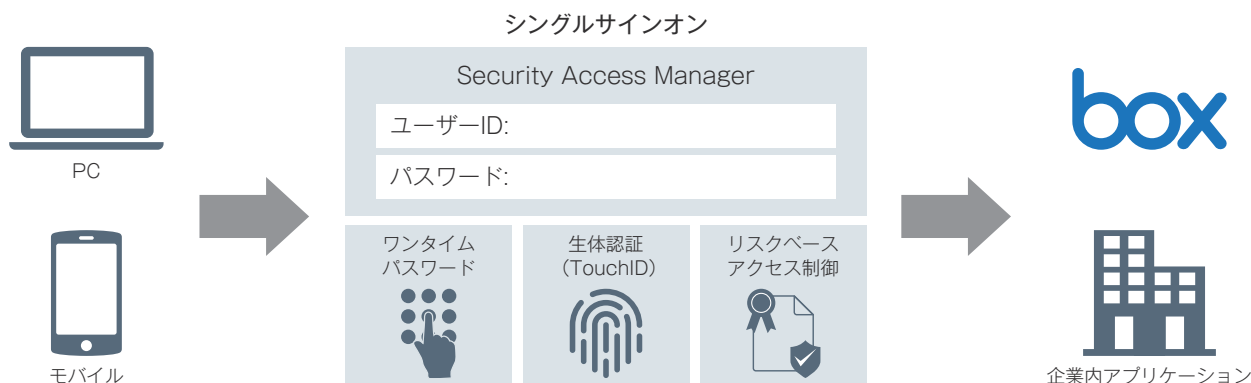 シングルサインオン
Security Access Manager
ユーザーID:
パスワード:
PC
モバイル
ワンタイム
パスワード
生体認証
（TouchID）
リスクベース
アクセス制御
box
企業内アプリケーション